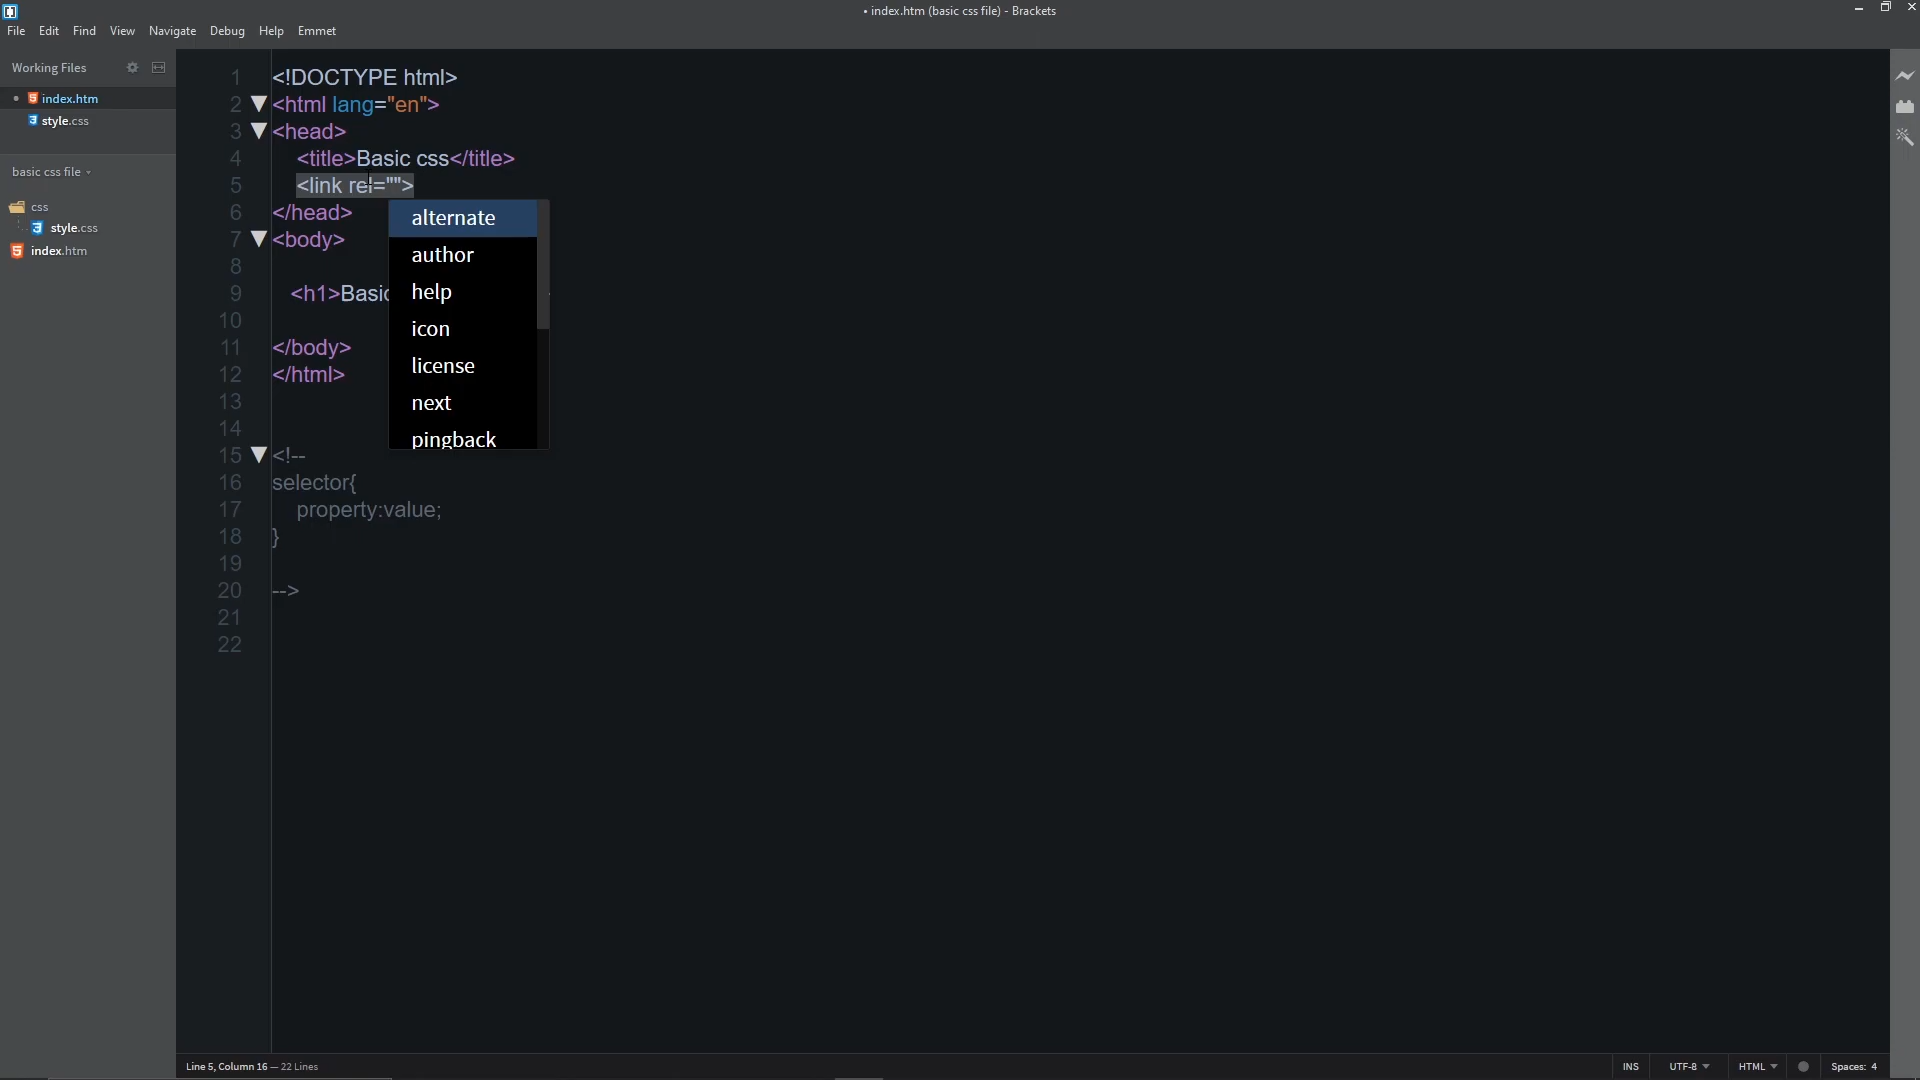 • index.htm (basic css file) - Brackets
File Edit Find View Navigate Debug Help Emmet
Working Files
index.htm
style.css
basic css file
css
style.css
index.htm
1 <!DOCTYPE html>
2 <html lang="en">
3 <head>
4 <title>Basic css</title>
5 <link rel="">
6 </head>
7 <body>
8
9 <h1>Basic
10
11 </body>
12 </html>
13
14
15 <!--
16 selector{
17 property:value;
18 }
19
20 -->
21
22
alternate
author
help
icon
license
next
pingback
Line 5, Column 16 — 22 Lines
INS UTF-8 HTML Spaces: 4